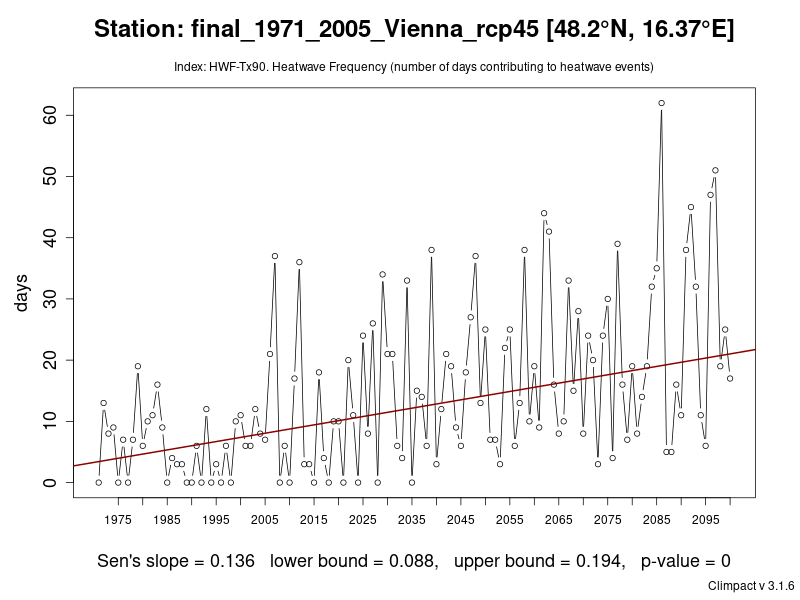 Station: final_1971_2005_Vienna_rcp45 [48.2°N, 16.37°E]
Index: HWF-Tx90. Heatwave Frequency (number of days contributing to heatwave events)
60
50
40
30
20
10
0
days
1975 1985 1995 2005 2015 2025 2035 2045 2055 2065 2075 2085 2095
Sen's slope = 0.136 lower bound = 0.088, upper bound = 0.194, p-value = 0
Climpact v 3.1.6